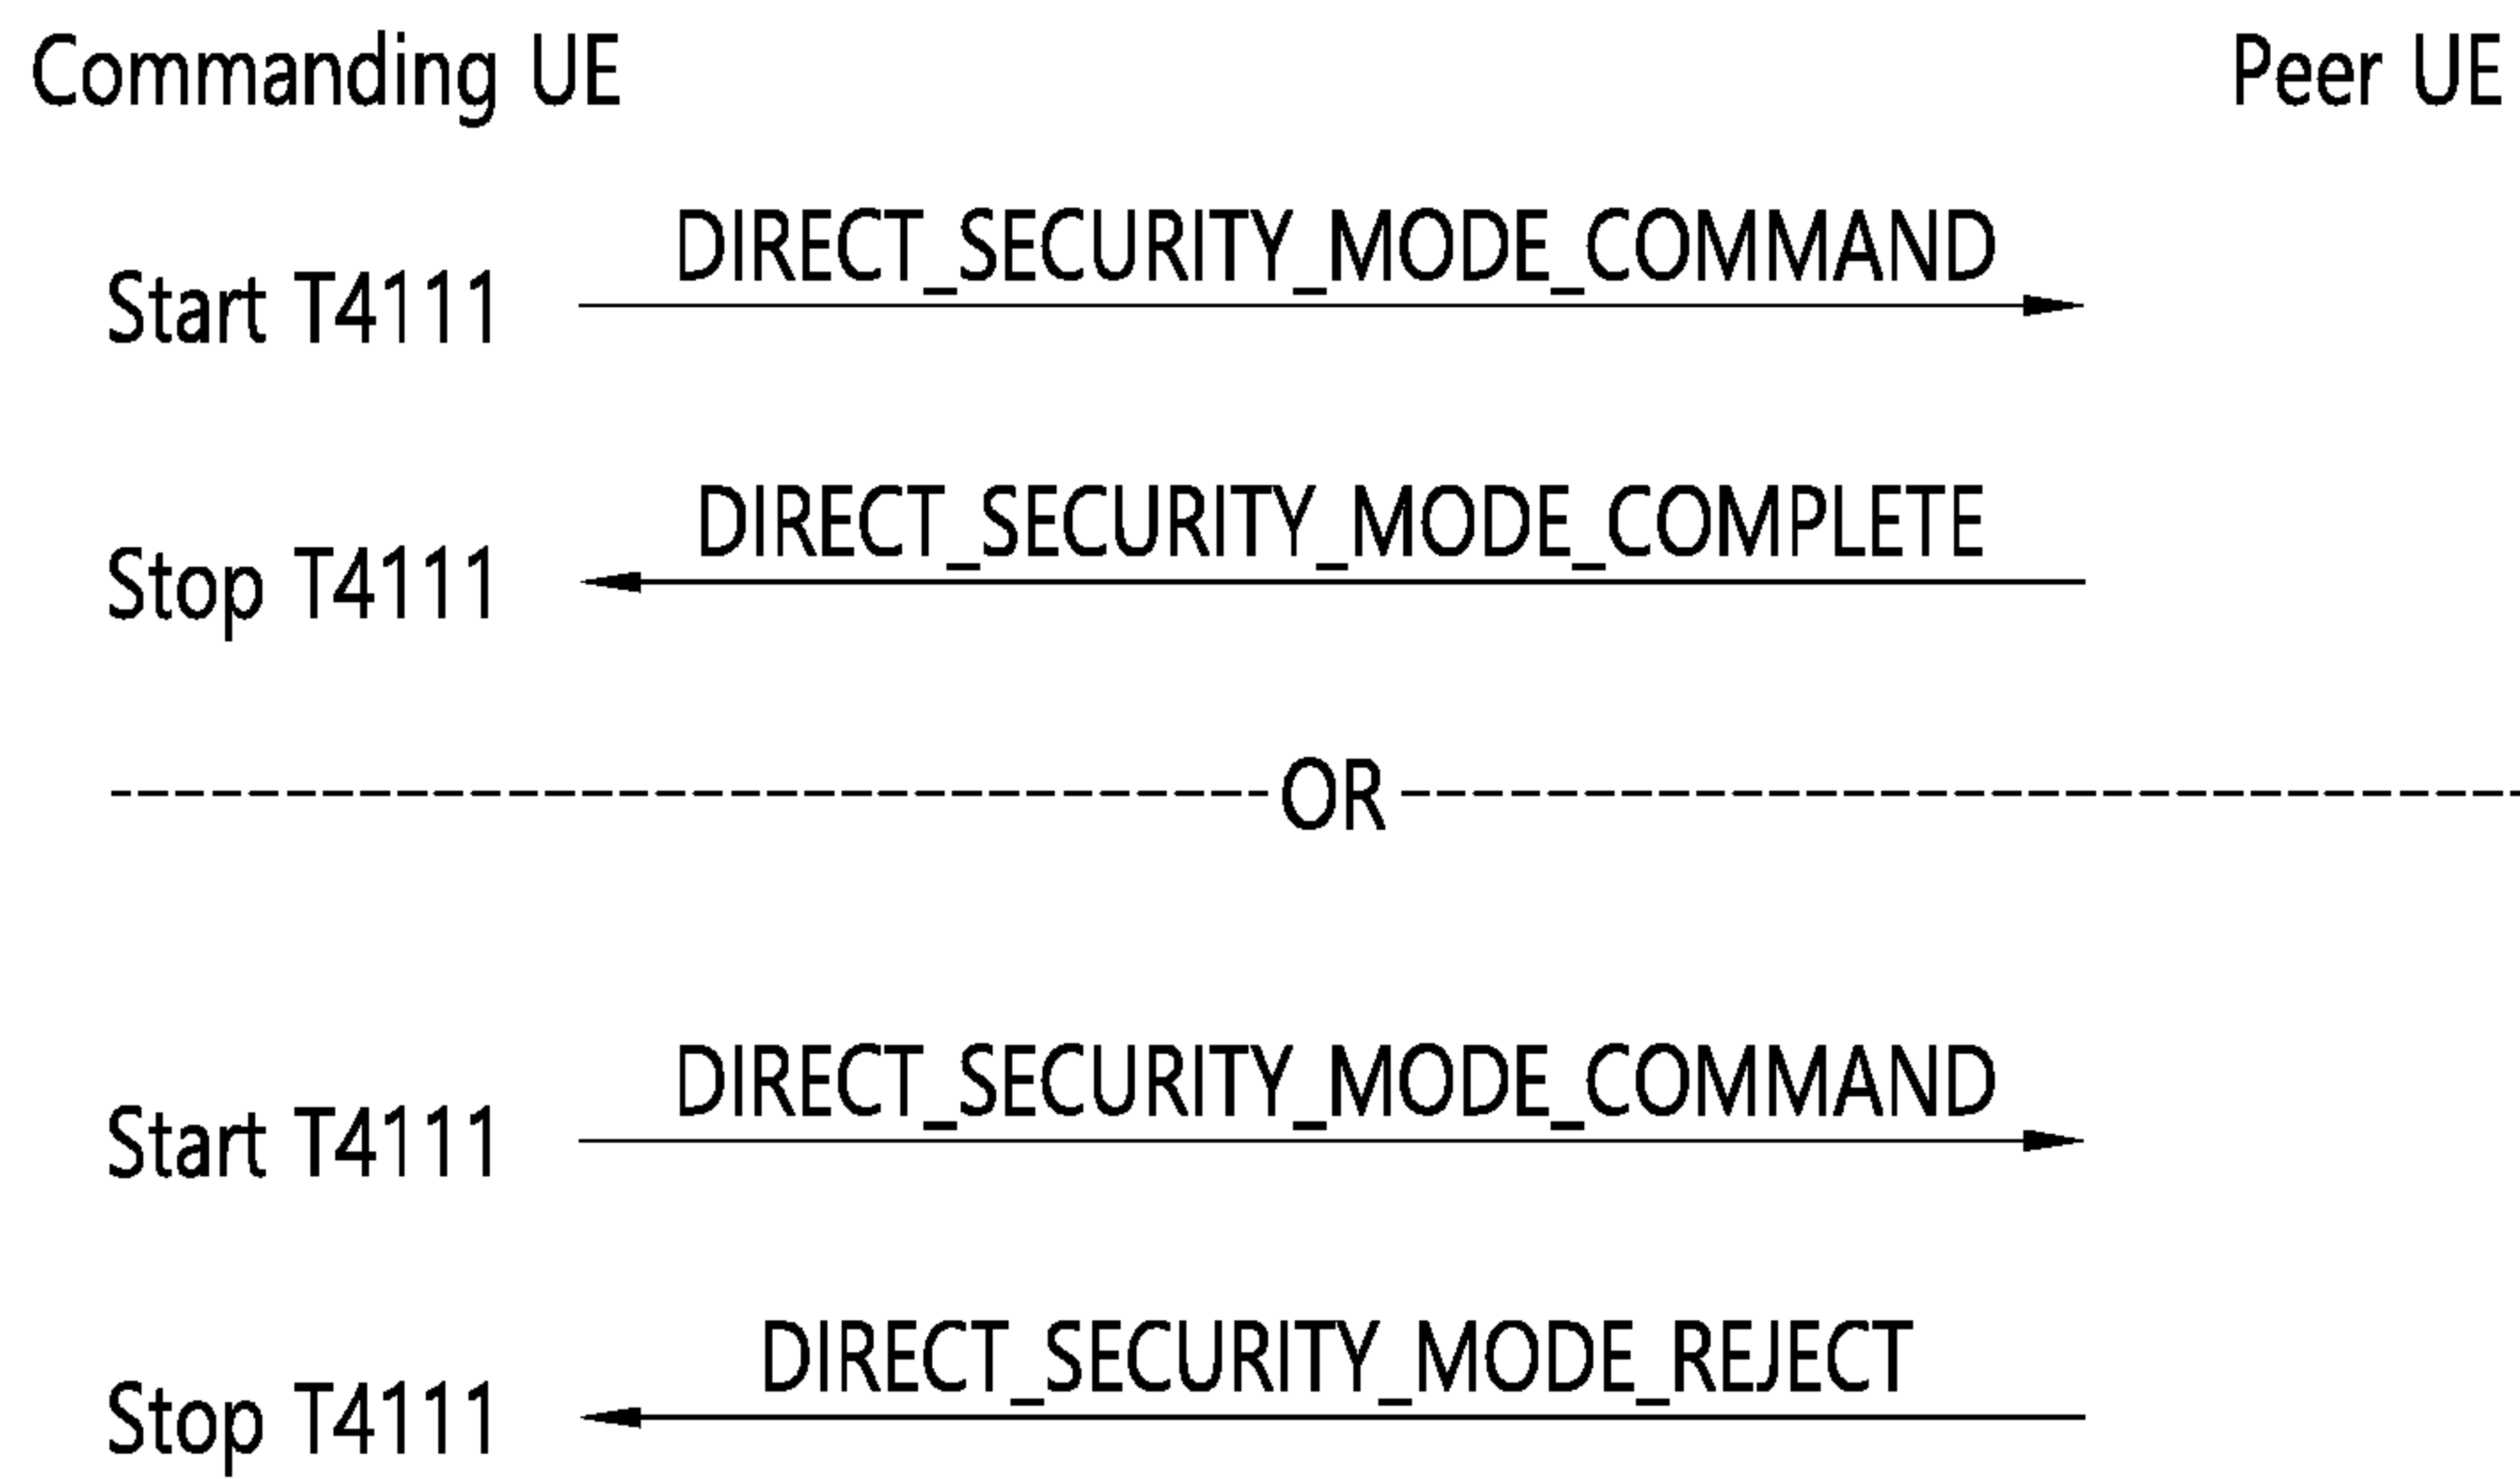 Commanding UE Peer UE
DIRECT_SECURITY_MODE_COMMAND
Start T4111
DIRECT_SECURITY_MODE_COMPLETE
Stop T4111
OR
DIRECT_SECURITY_MODE_COMMAND
Start T4111
DIRECT_SECURITY_MODE_REJECT
Stop T4111